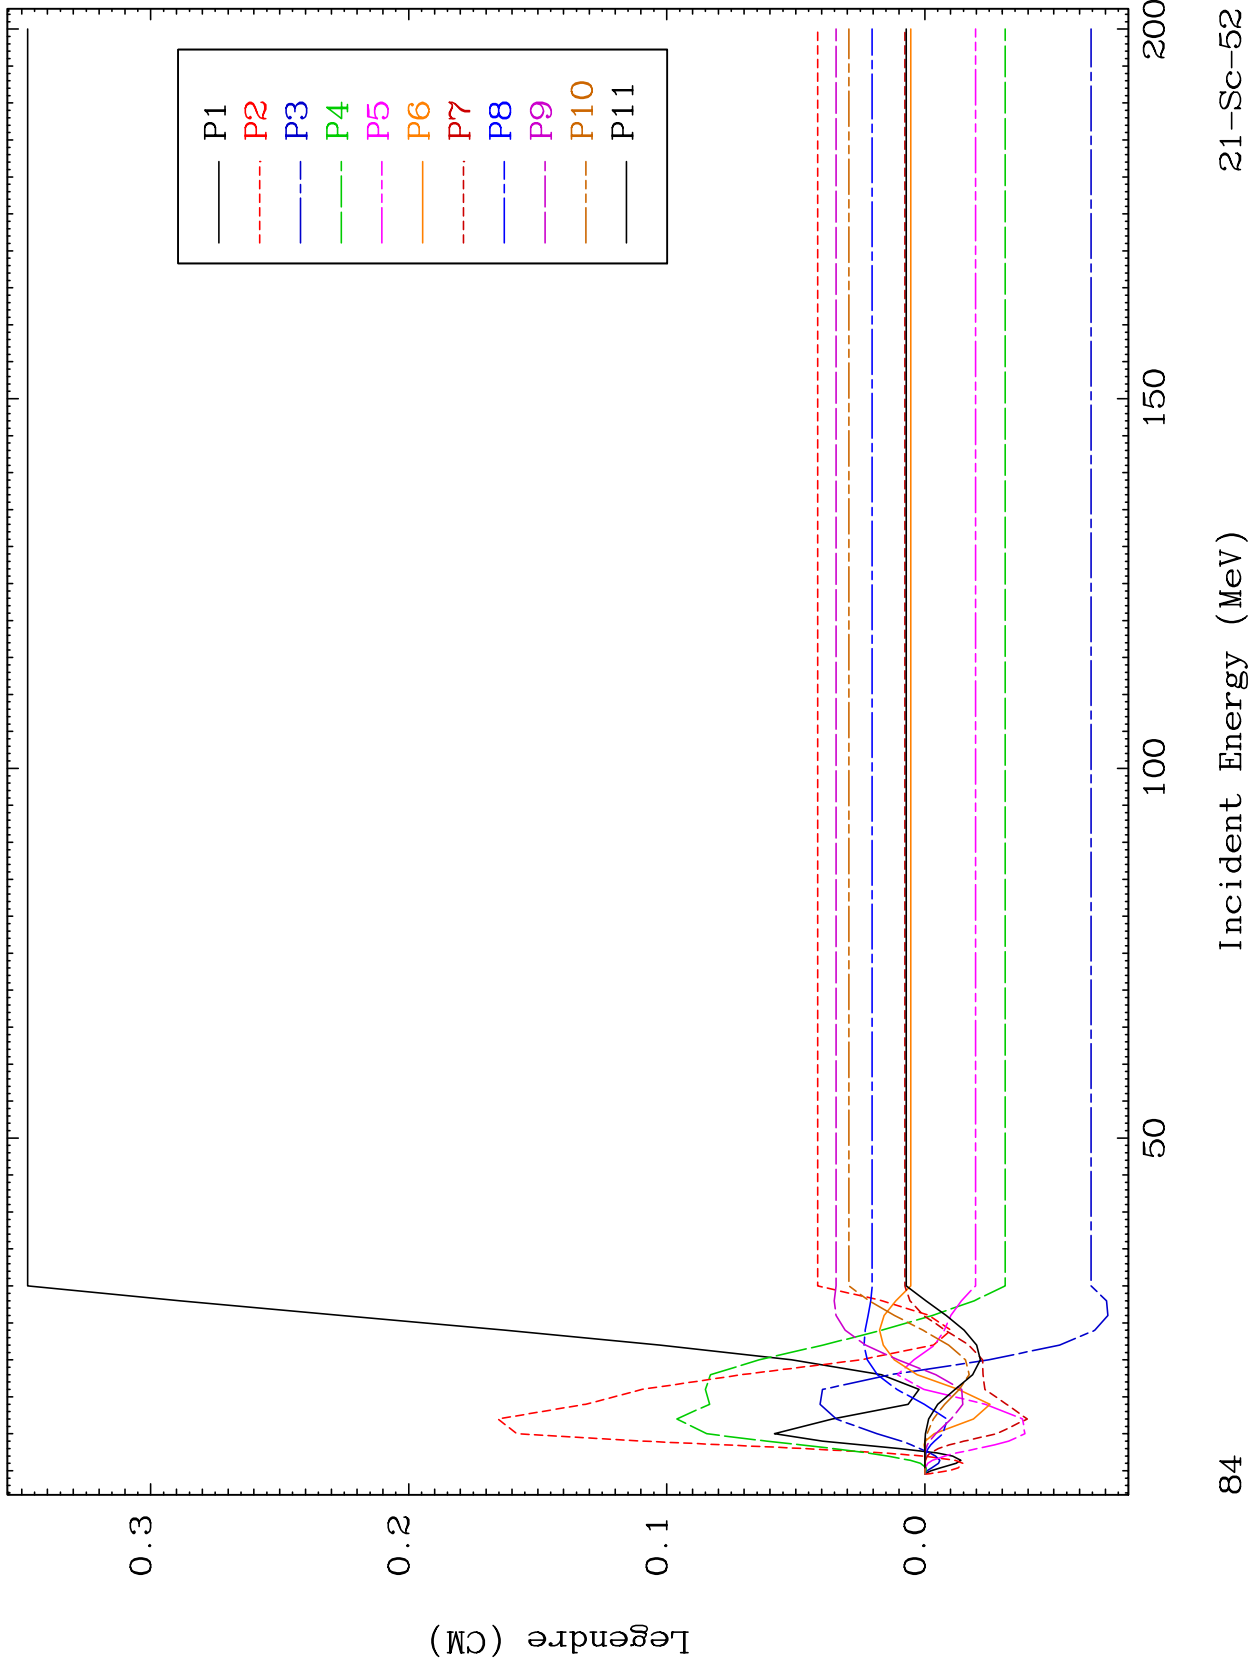 P1
P2
P3
P4
P5
P6
P7
P8
P9
P10
P11
0.3
0.2
0.1
0.0
Legendre (CM)
50
100
150
200
Incident Energy (MeV)
84
21-Sc-52